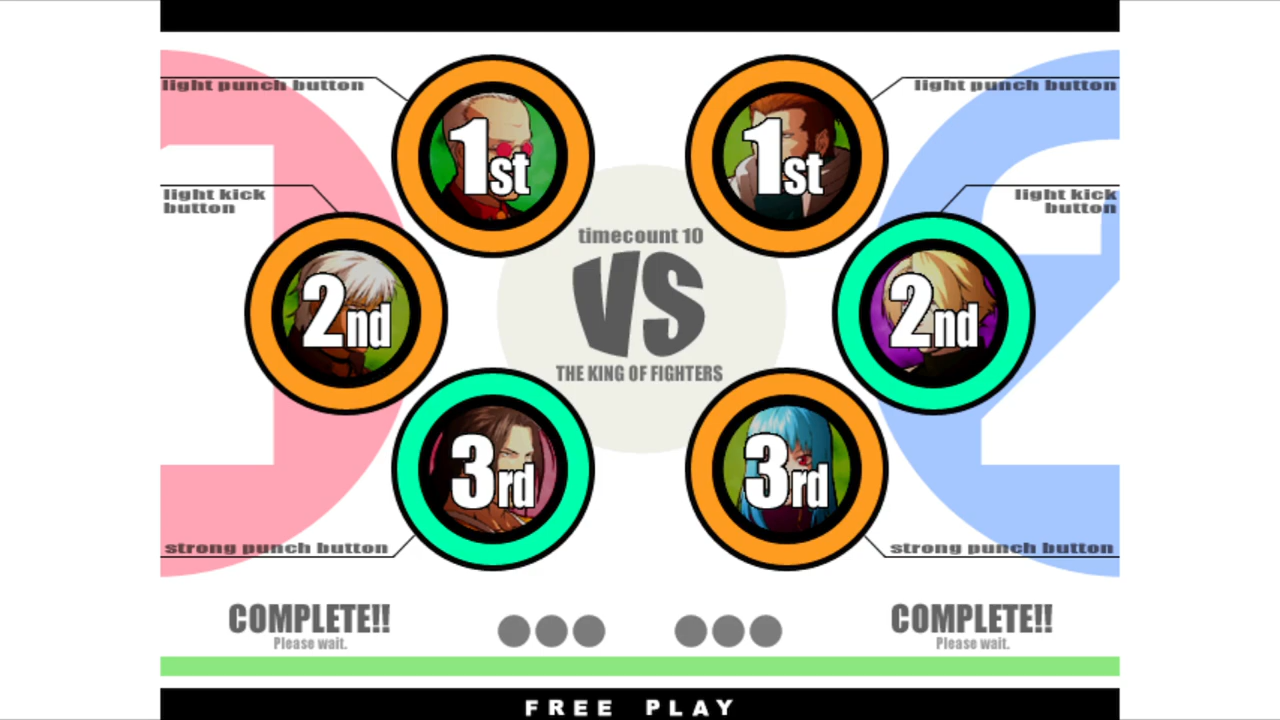 light punch button
light punch button
1st
1st
light kick
button
light kick
button
timecount 10
VS
THE KING OF FIGHTERS
2nd
2nd
3rd
3rd
strong punch button
strong punch button
COMPLETE!!
Please wait.
COMPLETE!!
Please wait.
FREE PLAY